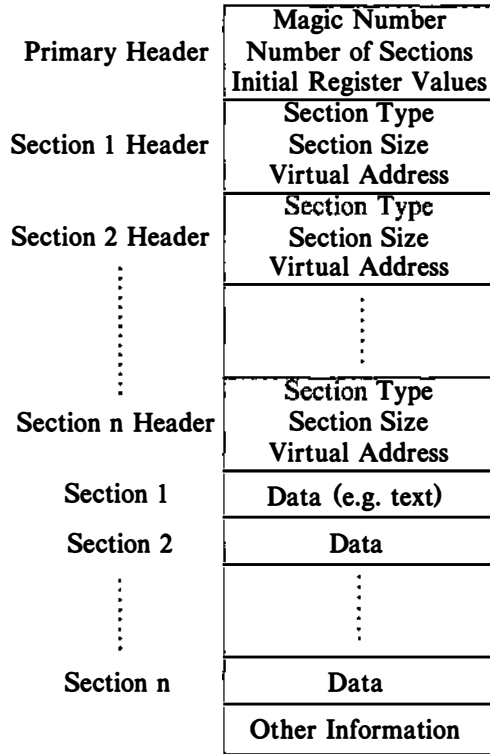 Primary Header
Magic Number
Number of Sections
Initial Register Values
Section 1 Header
Section Type
Section Size
Virtual Address
Section 2 Header
Section Type
Section Size
Virtual Address
Section n Header
Section Type
Section Size
Virtual Address
Section 1
Data (e.g. text)
Section 2
Data
Section n
Data
Other Information